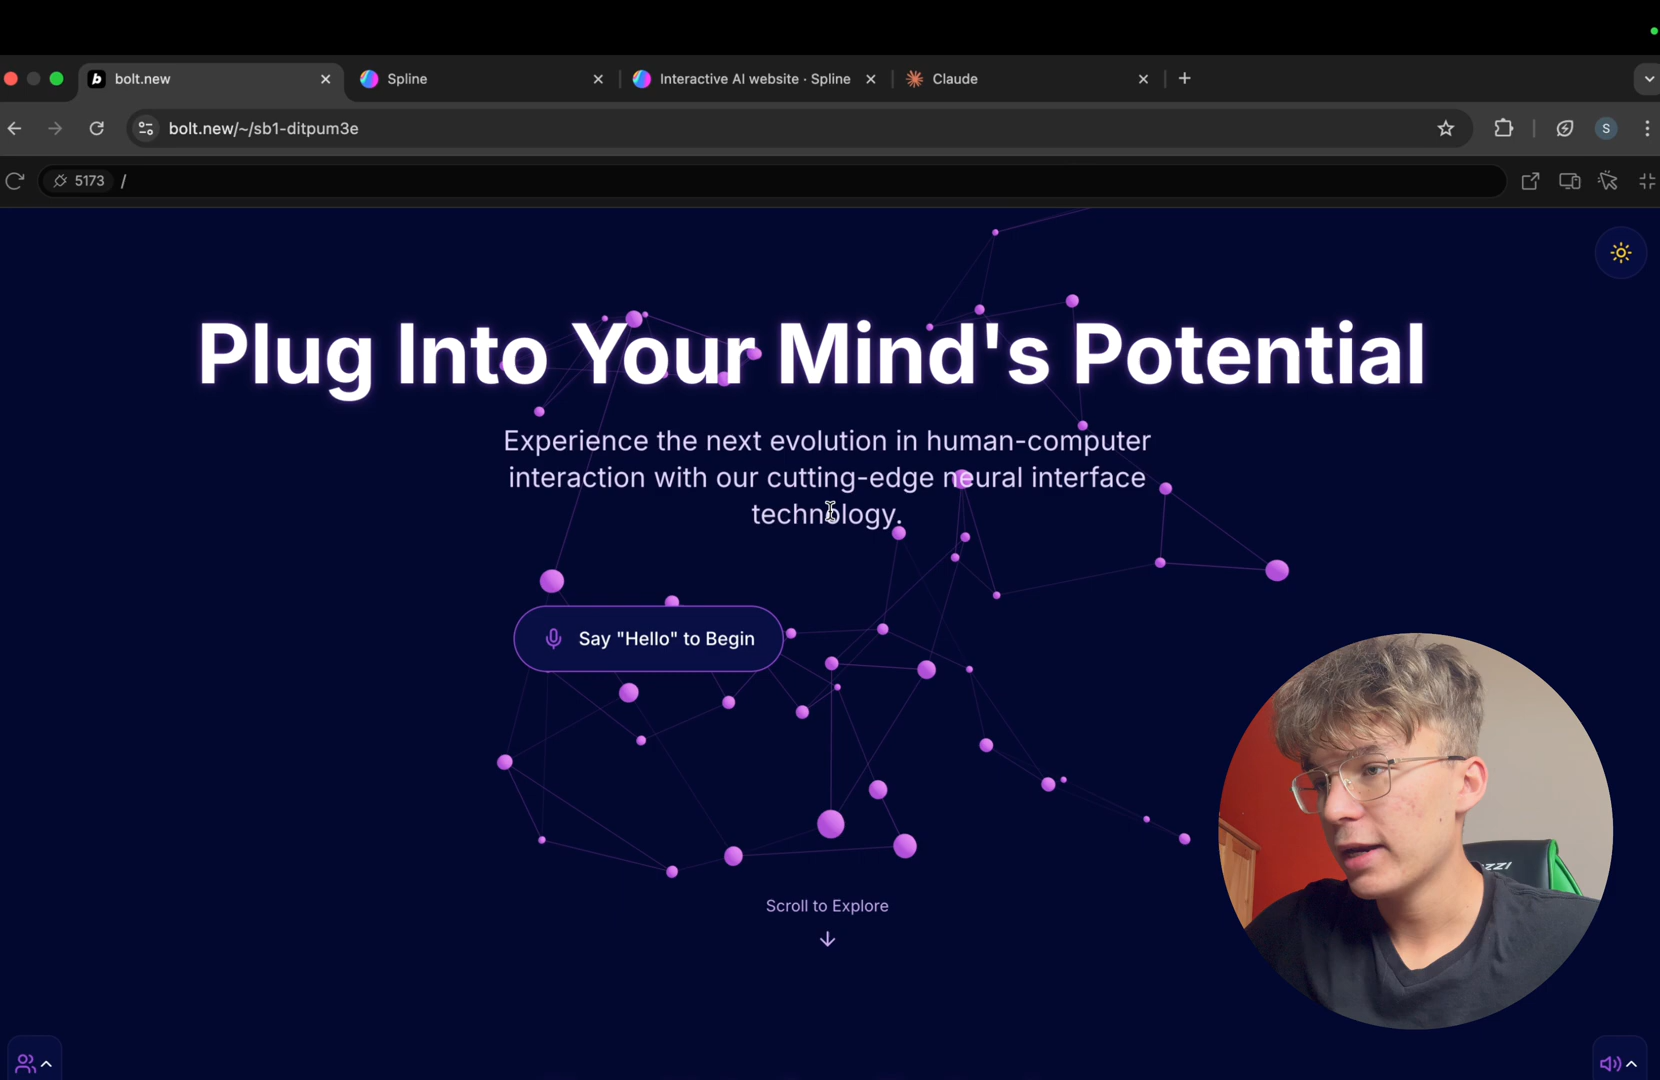 bolt.new
Spline
Interactive AI website · Spline
Claude
bolt.new/~/sb1-ditpum3e
S
5173 /
Plug Into Your Mind's Potential
Experience the next evolution in human-computer
interaction with our cutting-edge neural interface
technology.
Say "Hello" to Begin
Scroll to Explore